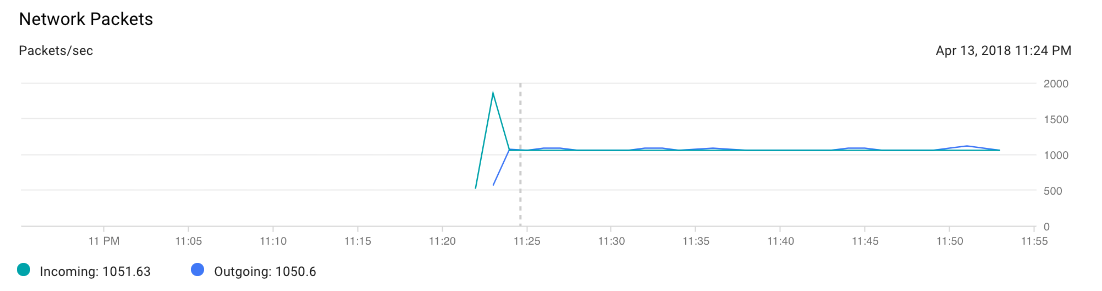 Network Packets
Packets/sec Apr 13, 2018 11:24 PM
2000
1500
1000
500
0
11 PM 11:05 11:10 11:15 11:20 11:25 11:30 11:35 11:40 11:45 11:50 11:55
Incoming: 1051.63 Outgoing: 1050.6